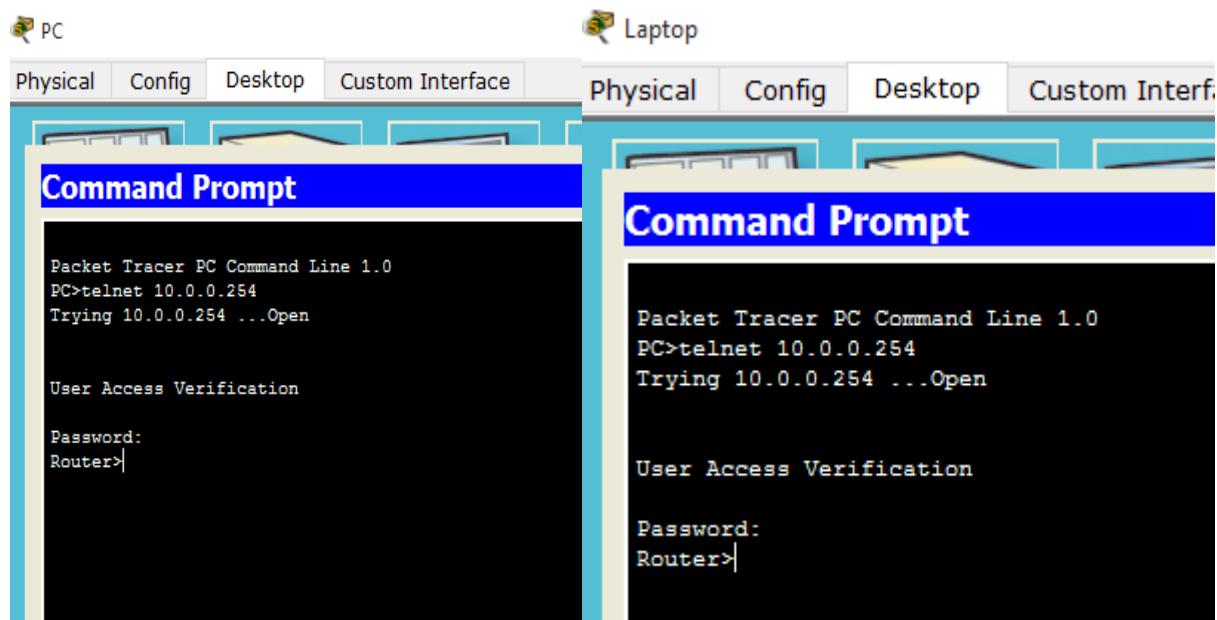 PC
Physical Config Desktop Custom Interface
Command Prompt
Packet Tracer PC Command Line 1.0
PC>telnet 10.0.0.254
Trying 10.0.0.254 ...Open
User Access Verification
Password:
Router>
Laptop
Physical Config Desktop Custom Interfa
Command Prompt
Packet Tracer PC Command Line 1.0
PC>telnet 10.0.0.254
Trying 10.0.0.254 ...Open
User Access Verification
Password:
Router>